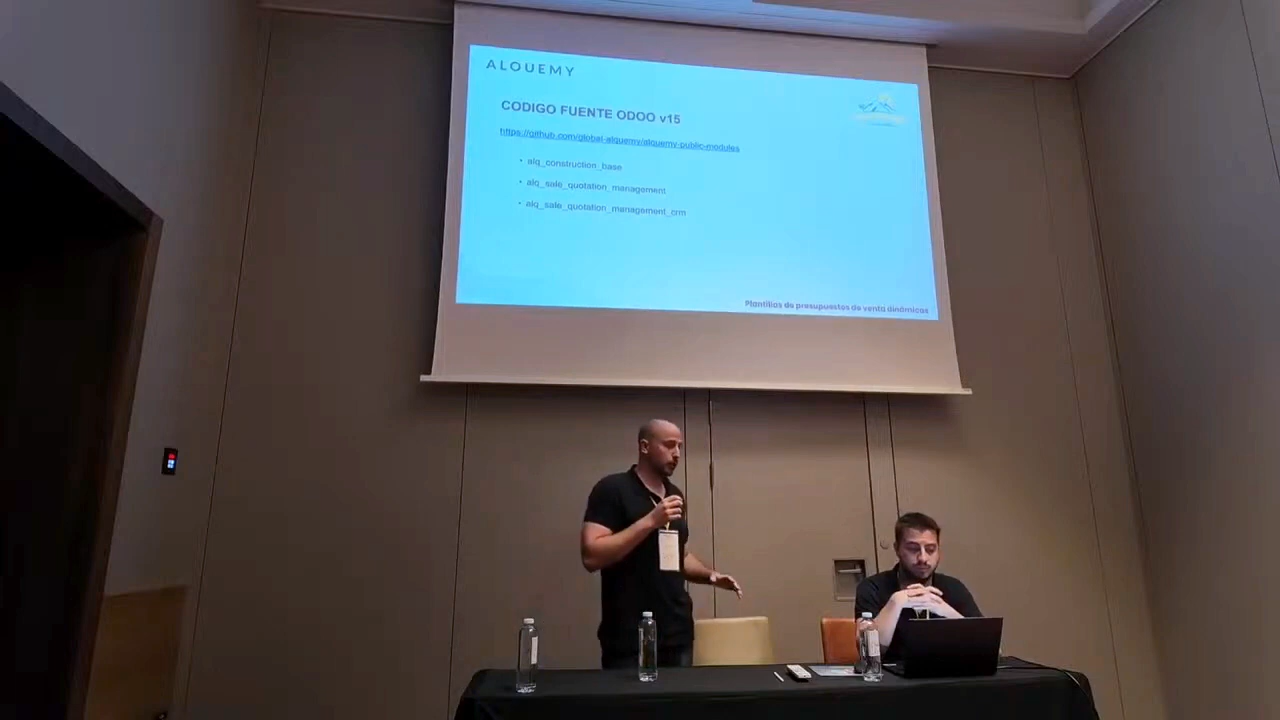 ALQUEMY
CODIGO FUENTE ODOO v15
https://github.com/global-alquemy/alquemy-public-modules
• alq_construction_base
• alq_sale_quotation_management
• alq_sale_quotation_management_crm
Plantillas de presupuestos de venta dinámicos